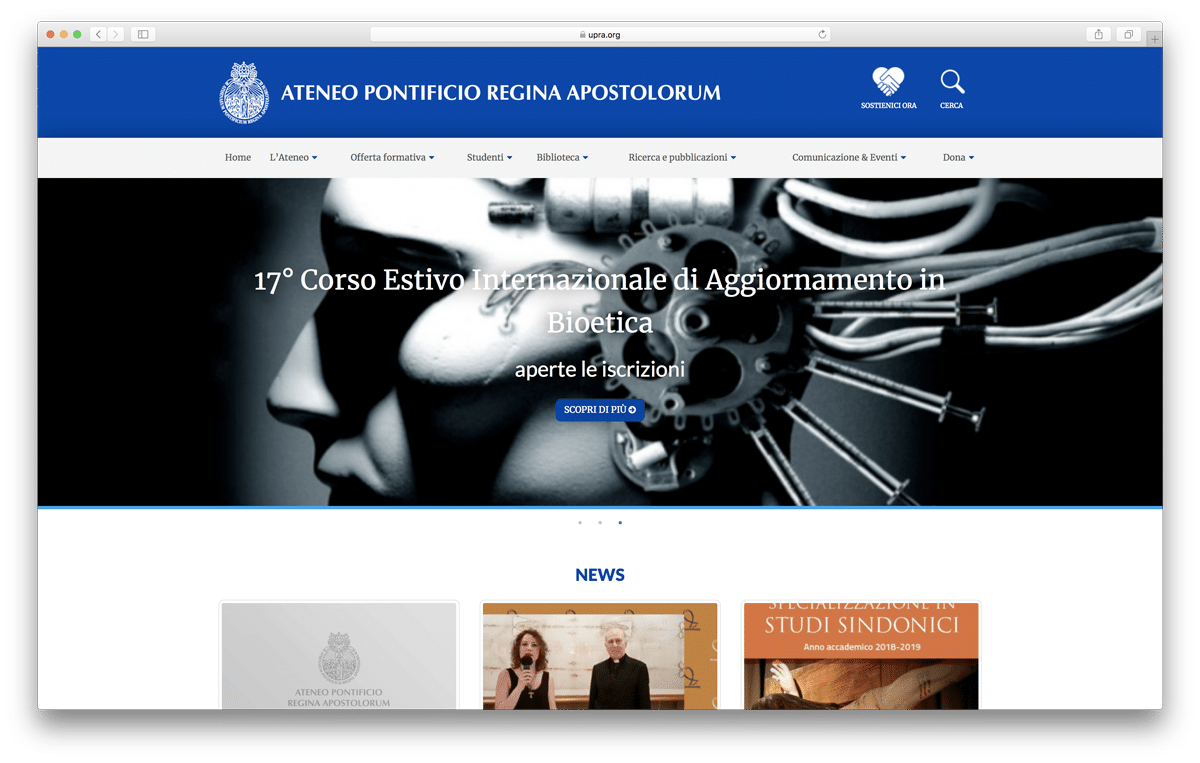 upra.org
ATENEO PONTIFICIO REGINA APOSTOLORUM
SOSTIENICI ORA
CERCA
Home L'Ateneo Offerta formativa Studenti Biblioteca Ricerca e pubblicazioni Comunicazione & Eventi Dona
17° Corso Estivo Internazionale di Aggiornamento in
Bioetica
aperte le iscrizioni
SCOPRI DI PIÙ
NEWS
ATENEO PONTIFICIO
REGINA APOSTOLORUM
SPECIALIZZAZIONE IN
STUDI SINDONICI
Anno accademico 2018-2019